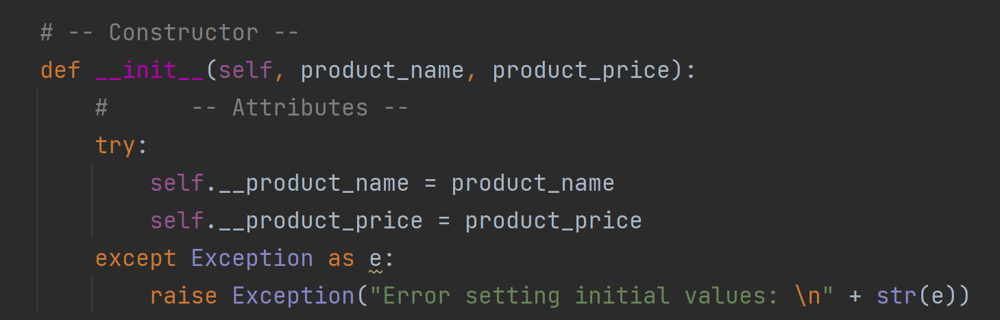 # -- Constructor --
def __init__(self, product_name, product_price):
    #      -- Attributes --
    try:
        self.__product_name = product_name
        self.__product_price = product_price
    except Exception as e:
        raise Exception("Error setting initial values: \n" + str(e))